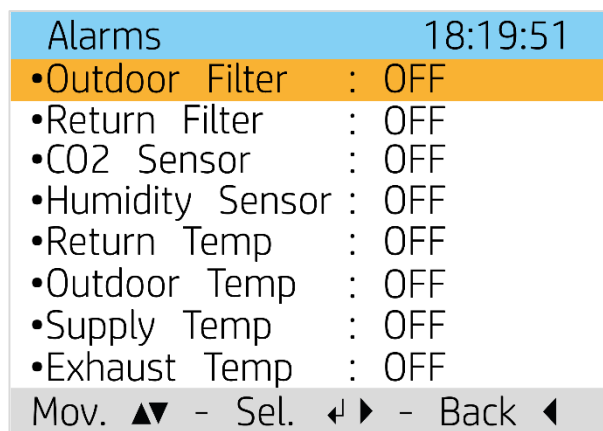 Alarms 18:19:51
•Outdoor Filter : OFF
•Return Filter : OFF
•CO2 Sensor : OFF
•Humidity Sensor : OFF
•Return Temp : OFF
•Outdoor Temp : OFF
•Supply Temp : OFF
•Exhaust Temp : OFF
Mov. ▲▼ - Sel. ↲ ▶ - Back ◀